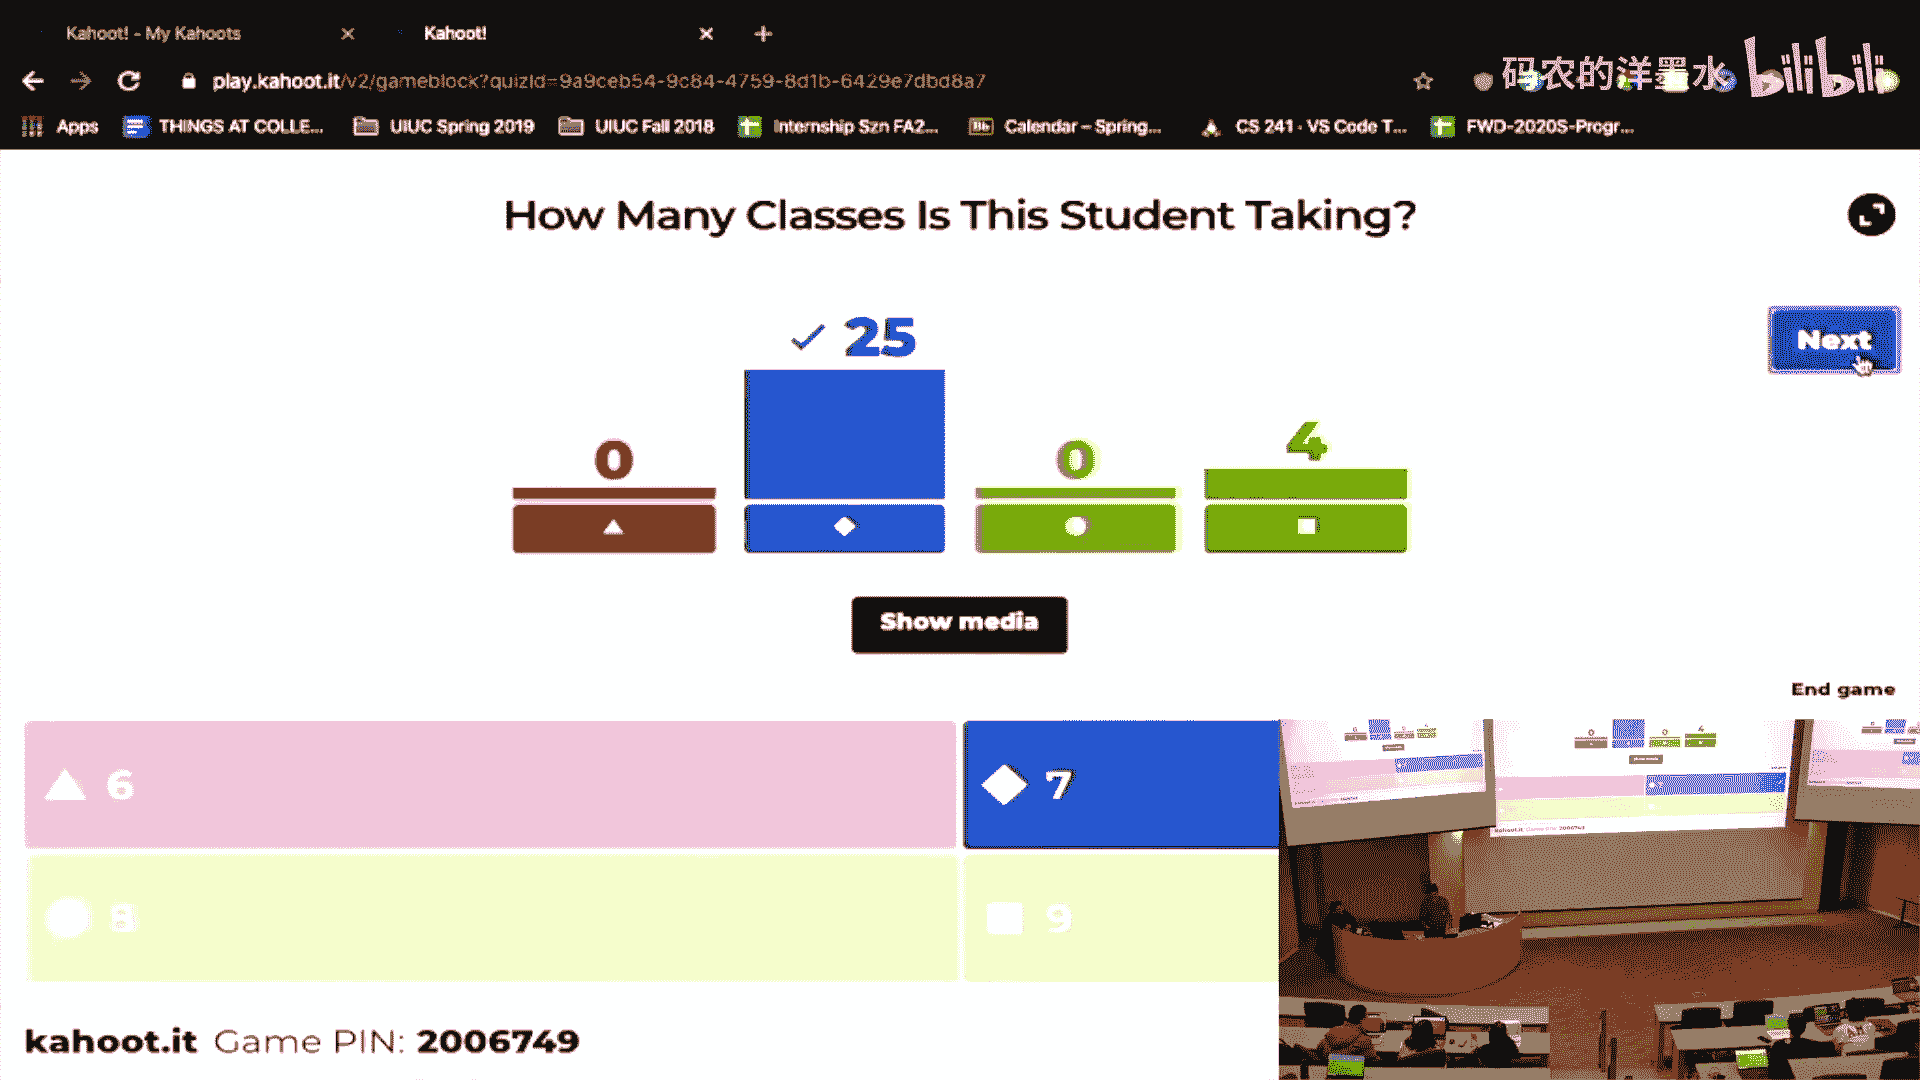 Kahoot! - My Kahoots
Kahoot!
play.kahoot.it/v2/gameblock?quizId=9a9ceb54-9c84-4759-8d1b-6429e7dbd8a7
码农的洋墨水 bilibili
Apps
THINGS AT COLLE...
UIUC Spring 2019
UIUC Fall 2018
Internship Szn FA2...
Bb
Calendar – Spring...
CS 241 - VS Code T...
FWD-2020S-Progr...
How Many Classes Is This Student Taking?
25
Next
0
0
4
Show media
End game
6
7
8
9
kahoot.it Game PIN: 2006749